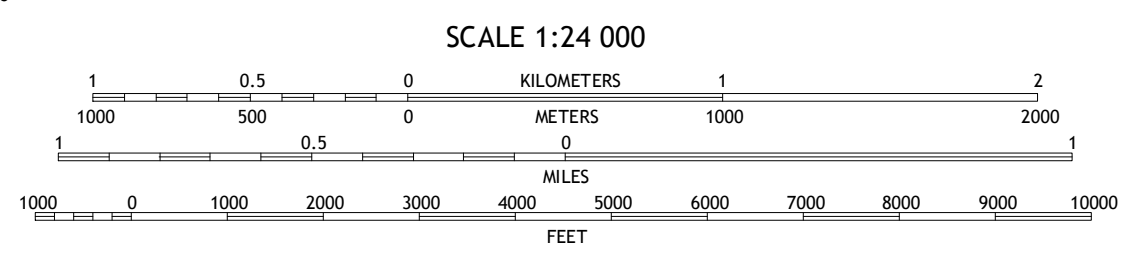 SCALE 1:24 000
1 0.5 0 KILOMETERS 1 2
1000 500 0 METERS 1000 2000
1 0.5 0 1
MILES
1000 0 1000 2000 3000 4000 5000 6000 7000 8000 9000 10000
FEET